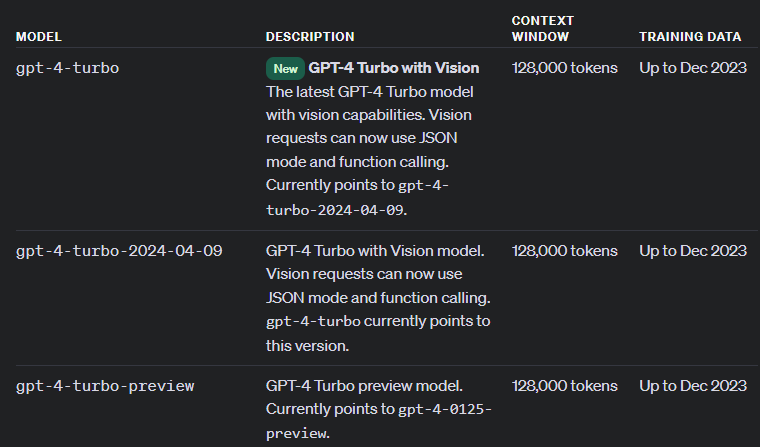 MODEL DESCRIPTION CONTEXT WINDOW TRAINING DATA
gpt-4-turbo
New GPT-4 Turbo with Vision
The latest GPT-4 Turbo model
with vision capabilities. Vision
requests can now use JSON
mode and function calling.
Currently points to gpt-4-
turbo-2024-04-09.
128,000 tokens
Up to Dec 2023
gpt-4-turbo-2024-04-09
GPT-4 Turbo with Vision model.
Vision requests can now use
JSON mode and function calling.
gpt-4-turbo currently points to
this version.
128,000 tokens
Up to Dec 2023
gpt-4-turbo-preview
GPT-4 Turbo preview model.
Currently points to gpt-4-0125-
preview.
128,000 tokens
Up to Dec 2023